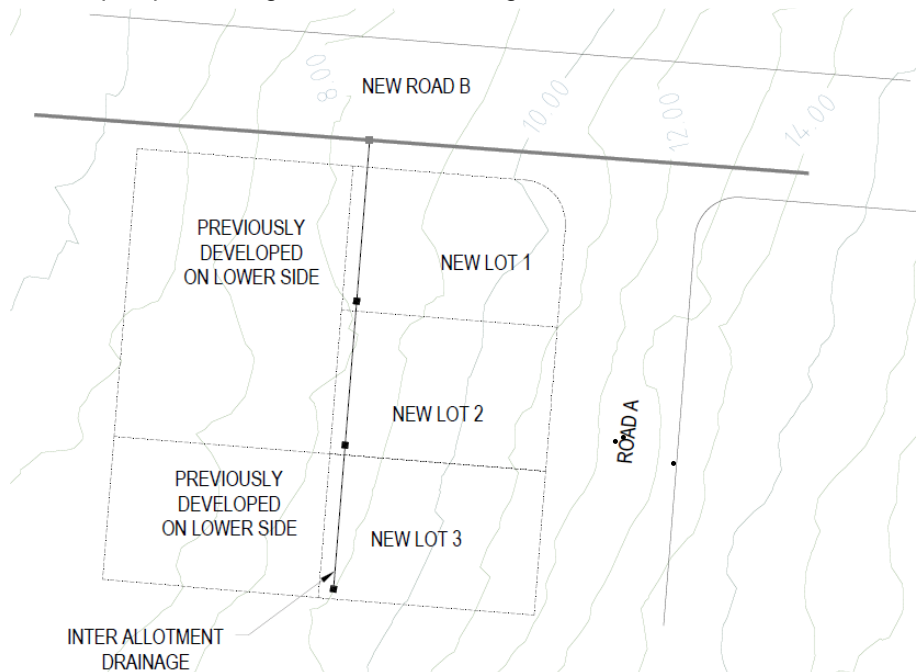 8.00
NEW ROAD B
10.00
12.00
14.00
PREVIOUSLY
DEVELOPED
ON LOWER SIDE
NEW LOT 1
NEW LOT 2
ROAD A
PREVIOUSLY
DEVELOPED
ON LOWER SIDE
NEW LOT 3
INTER ALLOTMENT
DRAINAGE